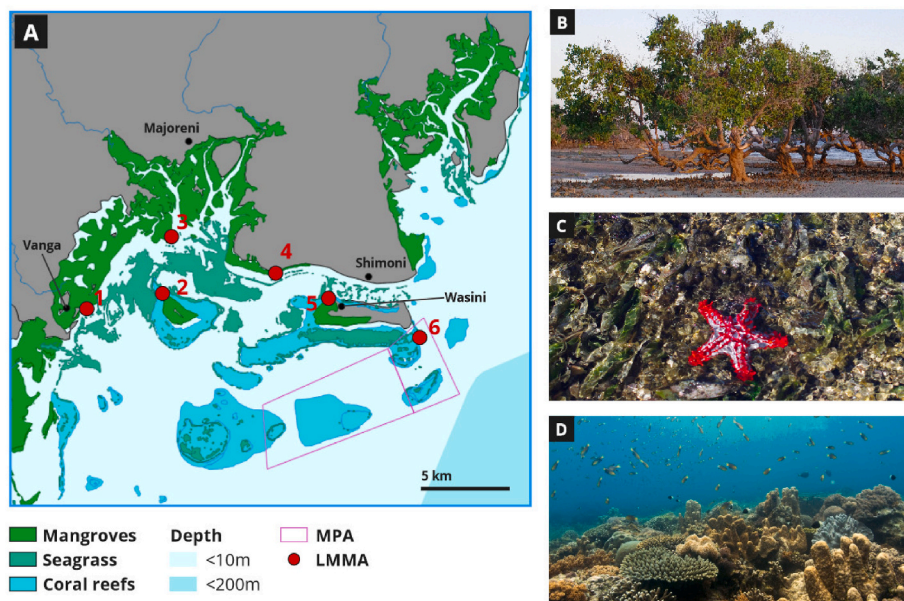 A
Majoreni
3
Vanga
4
Shimoni
2
1
5
Wasini
6
5 km
Mangroves
Depth
MPA
Seagrass
<10m
LMMA
Coral reefs
<200m
B
C
D